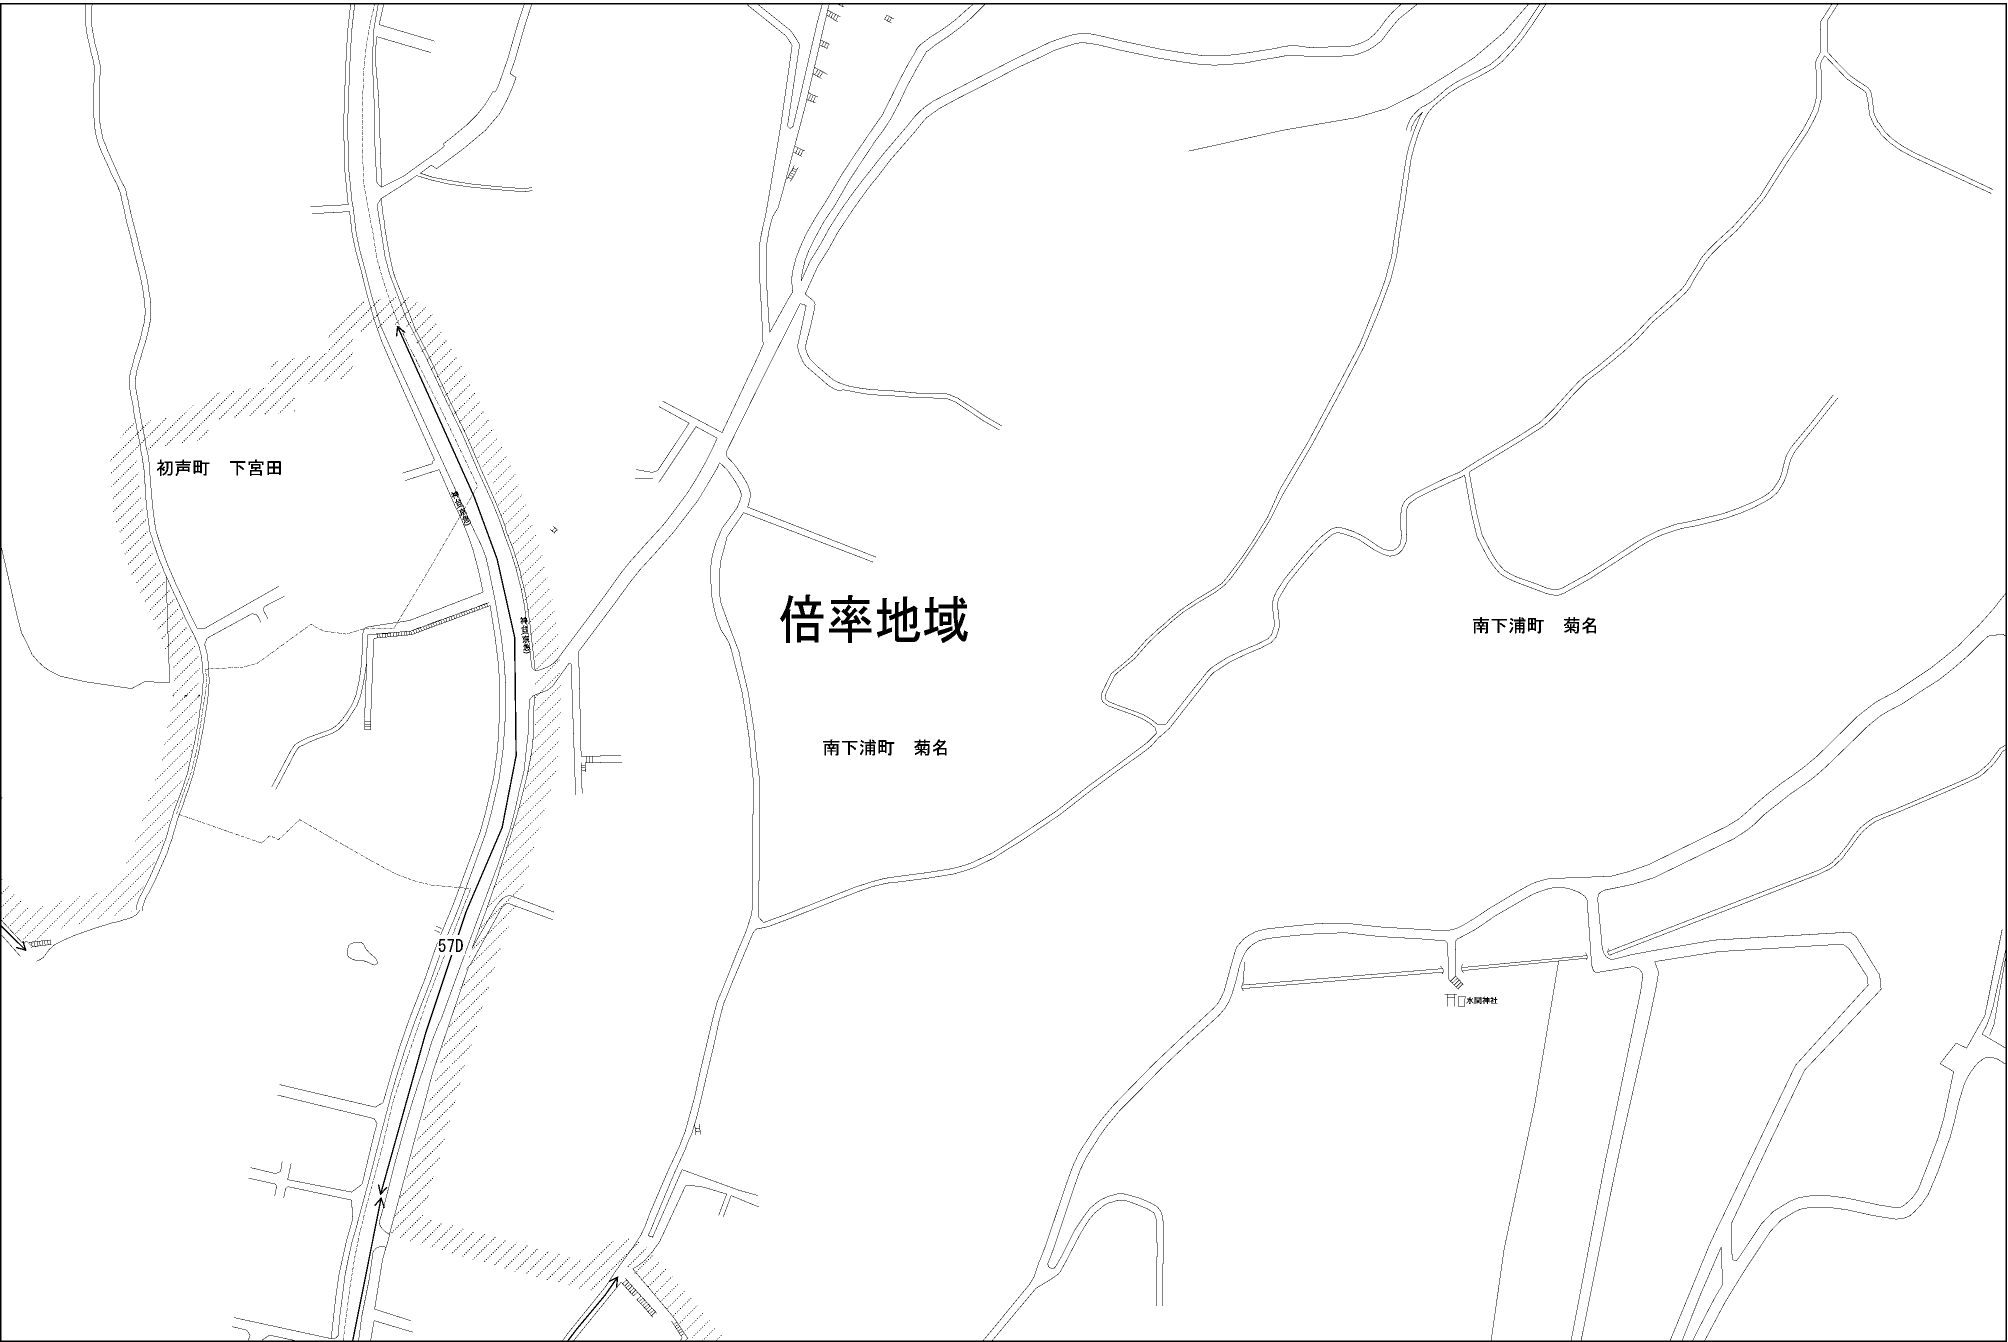 初声町　下宮田
倍率地域
南下浦町　菊名
南下浦町　菊名
57D
水間神社